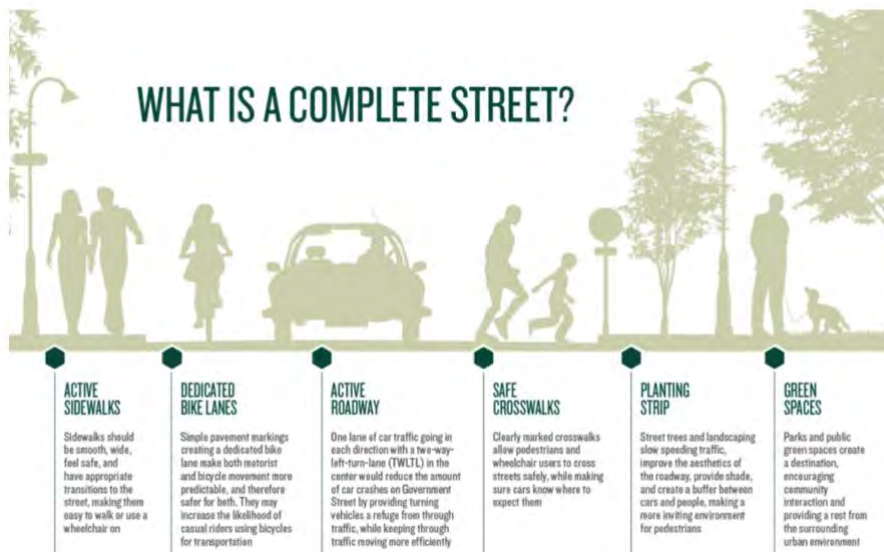 WHAT IS A COMPLETE STREET?
ACTIVE
SIDEWALKS
Sidewalks should
be smooth, wide,
feel safe, and
have appropriate
transitions to the
street, making them
easy to walk or use a
wheelchair on
DEDICATED
BIKE LANES
Simple pavement markings
creating a dedicated bike
lane make both motorist
and bicycle movement more
predictable, and therefore
safer for both. They may
increase the likelihood of
casual riders using bicycles
for transportation
ACTIVE
ROADWAY
One lane of car traffic going in
each direction with a two-way-
left-turn-lane (TWLTL) in the
center would reduce the amount
of car crashes on Government
Street by providing turning
vehicles a refuge from through
traffic, while keeping through
traffic moving more efficiently
SAFE
CROSSWALKS
Clearly marked crosswalks
allow pedestrians and
wheelchair users to cross
streets safely, while making
sure cars know where to
expect them
PLANTING
STRIP
Street trees and landscaping
slow speeding traffic,
improve the aesthetics of
the roadway, provide shade,
and create a buffer between
cars and people, making a
more inviting environment
for pedestrians
GREEN
SPACES
Parks and public
green spaces create
a destination,
encouraging
community
interaction and
providing a rest from
the surrounding
urban environment